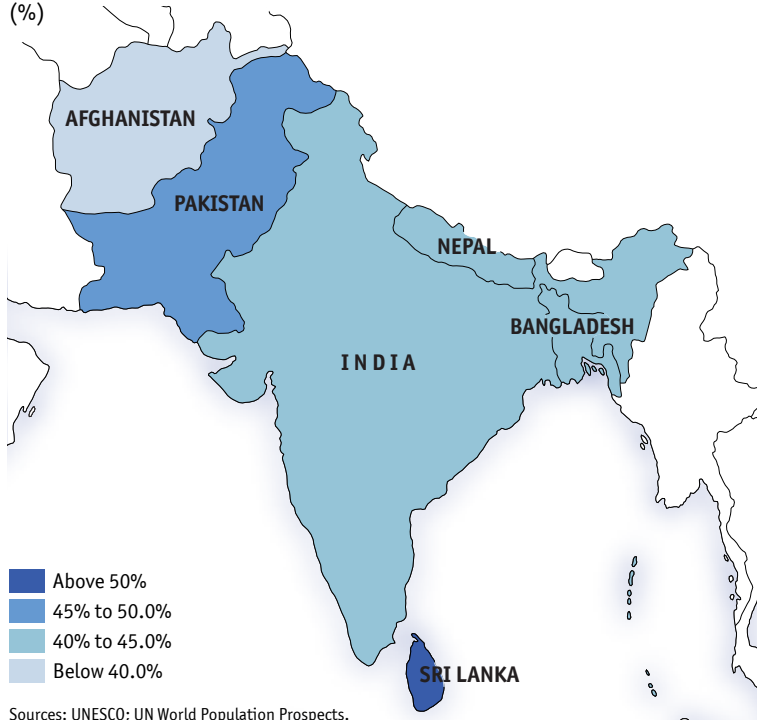 (%)
AFGHANISTAN
PAKISTAN
NEPAL
BANGLADESH
INDIA
Above 50%
45% to 50.0%
40% to 45.0%
Below 40.0%
SRI LANKA
Sources: UNESCO; UN World Population Prospects.